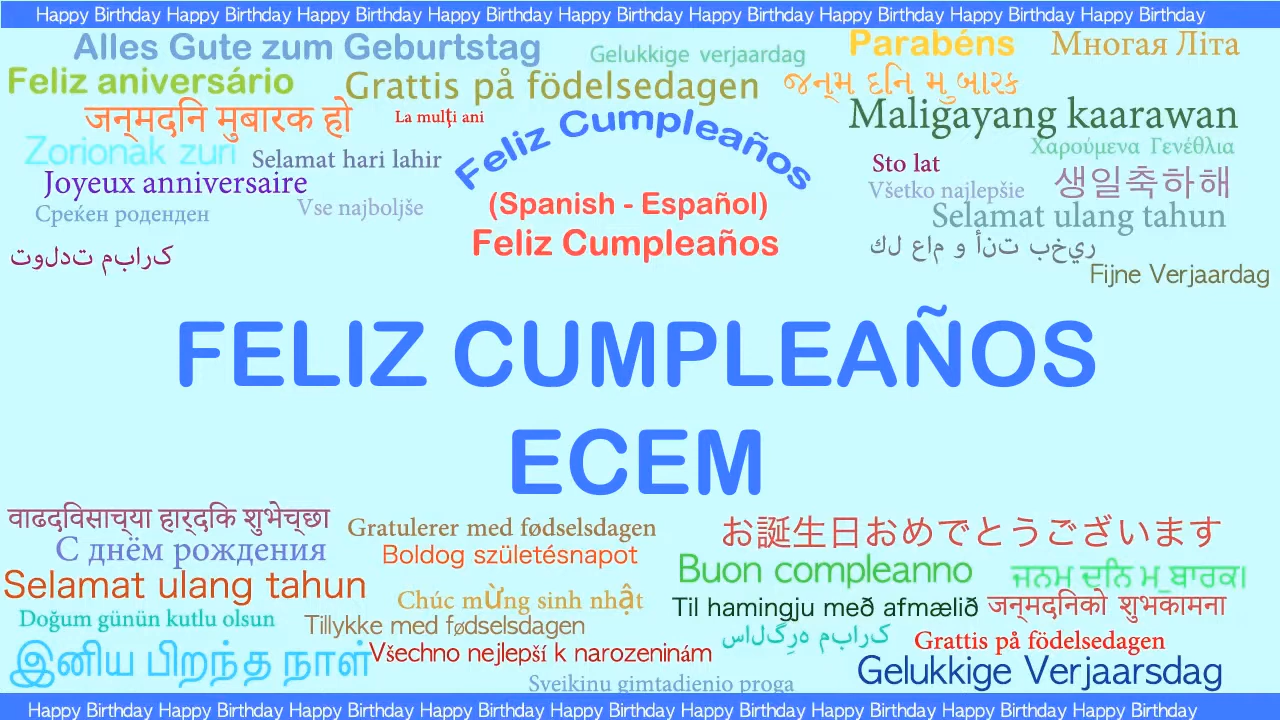 Happy Birthday Happy Birthday Happy Birthday Happy Birthday Happy Birthday Happy Birthday Happy Birthday Happy Birthday Happy Birthday
Alles Gute zum Geburtstag
Gelukkige verjaardag
Parabéns
Многая Літа
Feliz aniversário
Grattis på födelsedagen
જન્મ દિન મુબારક
जन्मदिन मुबारक हो
La mulţi ani
Feliz Cumpleaños
Maligayang kaarawan
Zorionak zuri
Selamat hari lahir
Χαρούμενα Γενέθλια
Sto lat
Joyeux anniversaire
Všetko najlepšie
생일축하해
Среќен роденден
Vse najboljše
(Spanish - Español)
Selamat ulang tahun
Feliz Cumpleaños
تولدت مبارک
كل عام و أنت بخير
Fijne Verjaardag
FELIZ CUMPLEAÑOS
ECEM
वाढदिवसाच्या हार्दिक शुभेच्छा
Gratulerer med fødselsdagen
お誕生日おめでとうございます
С днём рождения
Boldog születésnapot
Buon compleanno
ਜਨਮ ਦਿਨ ਮੁਬਾਰਕ।
Selamat ulang tahun
Chúc mừng sinh nhật
Til hamingju með afmælið
जन्मदिनको शुभकामना
Doğum günün kutlu olsun
Tillykke med fødselsdagen
سالگرہ مبارک
Grattis på födelsedagen
இனிய பிறந்த நாள்
Všechno nejlepší k narozeninám
Gelukkige Verjaarsdag
Sveikinu gimtadienio proga
Happy Birthday Happy Birthday Happy Birthday Happy Birthday Happy Birthday Happy Birthday Happy Birthday Happy Birthday Happy Birthday